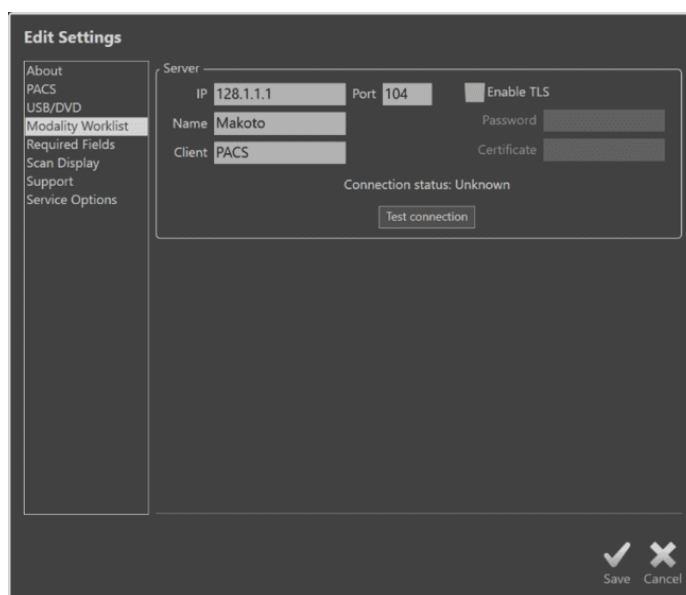 Edit Settings
About
PACS
USB/DVD
Modality Worklist
Required Fields
Scan Display
Support
Service Options
Server
IP 128.1.1.1 Port 104 Enable TLS
Name Makoto Password
Client PACS Certificate
Connection status: Unknown
Test connection
Save Cancel